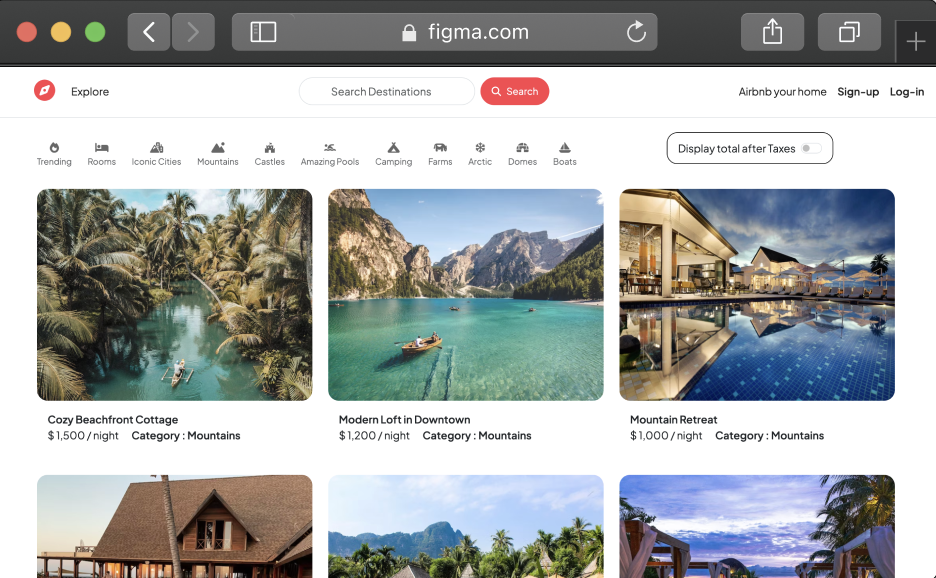 figma.com
Explore
Search Destinations
Search
Airbnb your home Sign-up Log-in
Trending Rooms Iconic Cities Mountains Castles Amazing Pools Camping Farms Arctic Domes Boats
Display total after Taxes
Cozy Beachfront Cottage
$ 1,500 / night Category : Mountains
Modern Loft in Downtown
$ 1,200 / night Category : Mountains
Mountain Retreat
$ 1,000 / night Category : Mountains